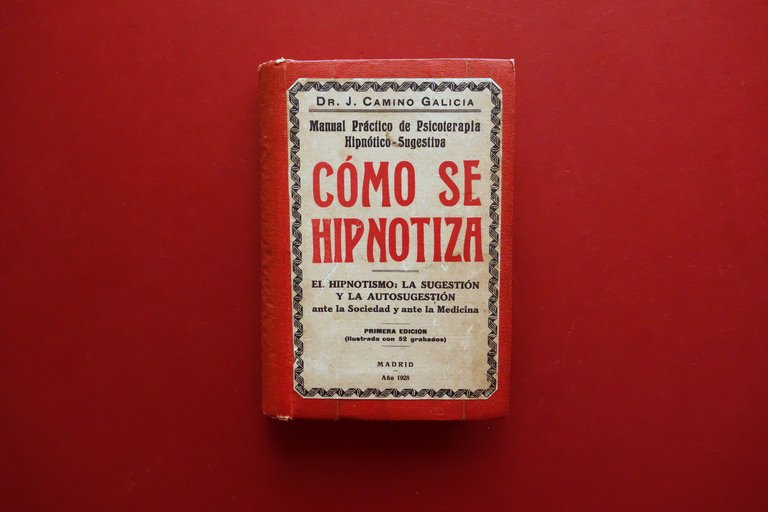 DR. J. CAMINO GALICIA
Manual Práctico de Psicoterapia
Hipnótico-Sugestiva
CÓMO SE
HIPNOTIZA
EL HIPNOTISMO: LA SUGESTIÓN
Y LA AUTOSUGESTIÓN
ante la Sociedad y ante la Medicina
PRIMERA EDICIÓN
(Ilustrada con 52 grabados)
MADRID
Año 1928